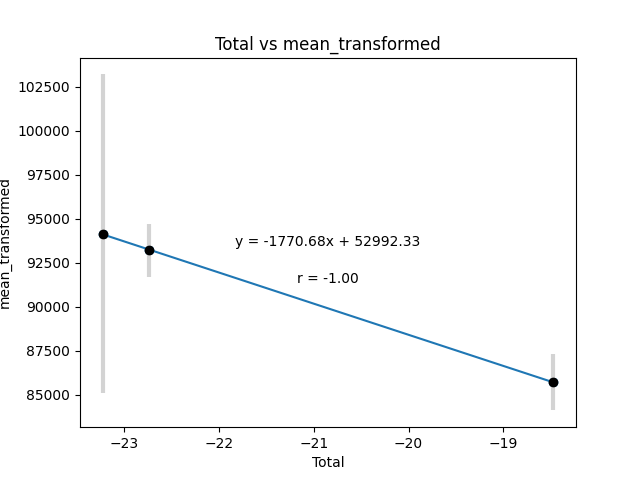 Total vs mean_transformed
mean_transformed
102500
100000
97500
95000
92500
90000
87500
85000
y = -1770.68x + 52992.33
r = -1.00
−23
−22
−21
−20
−19
Total